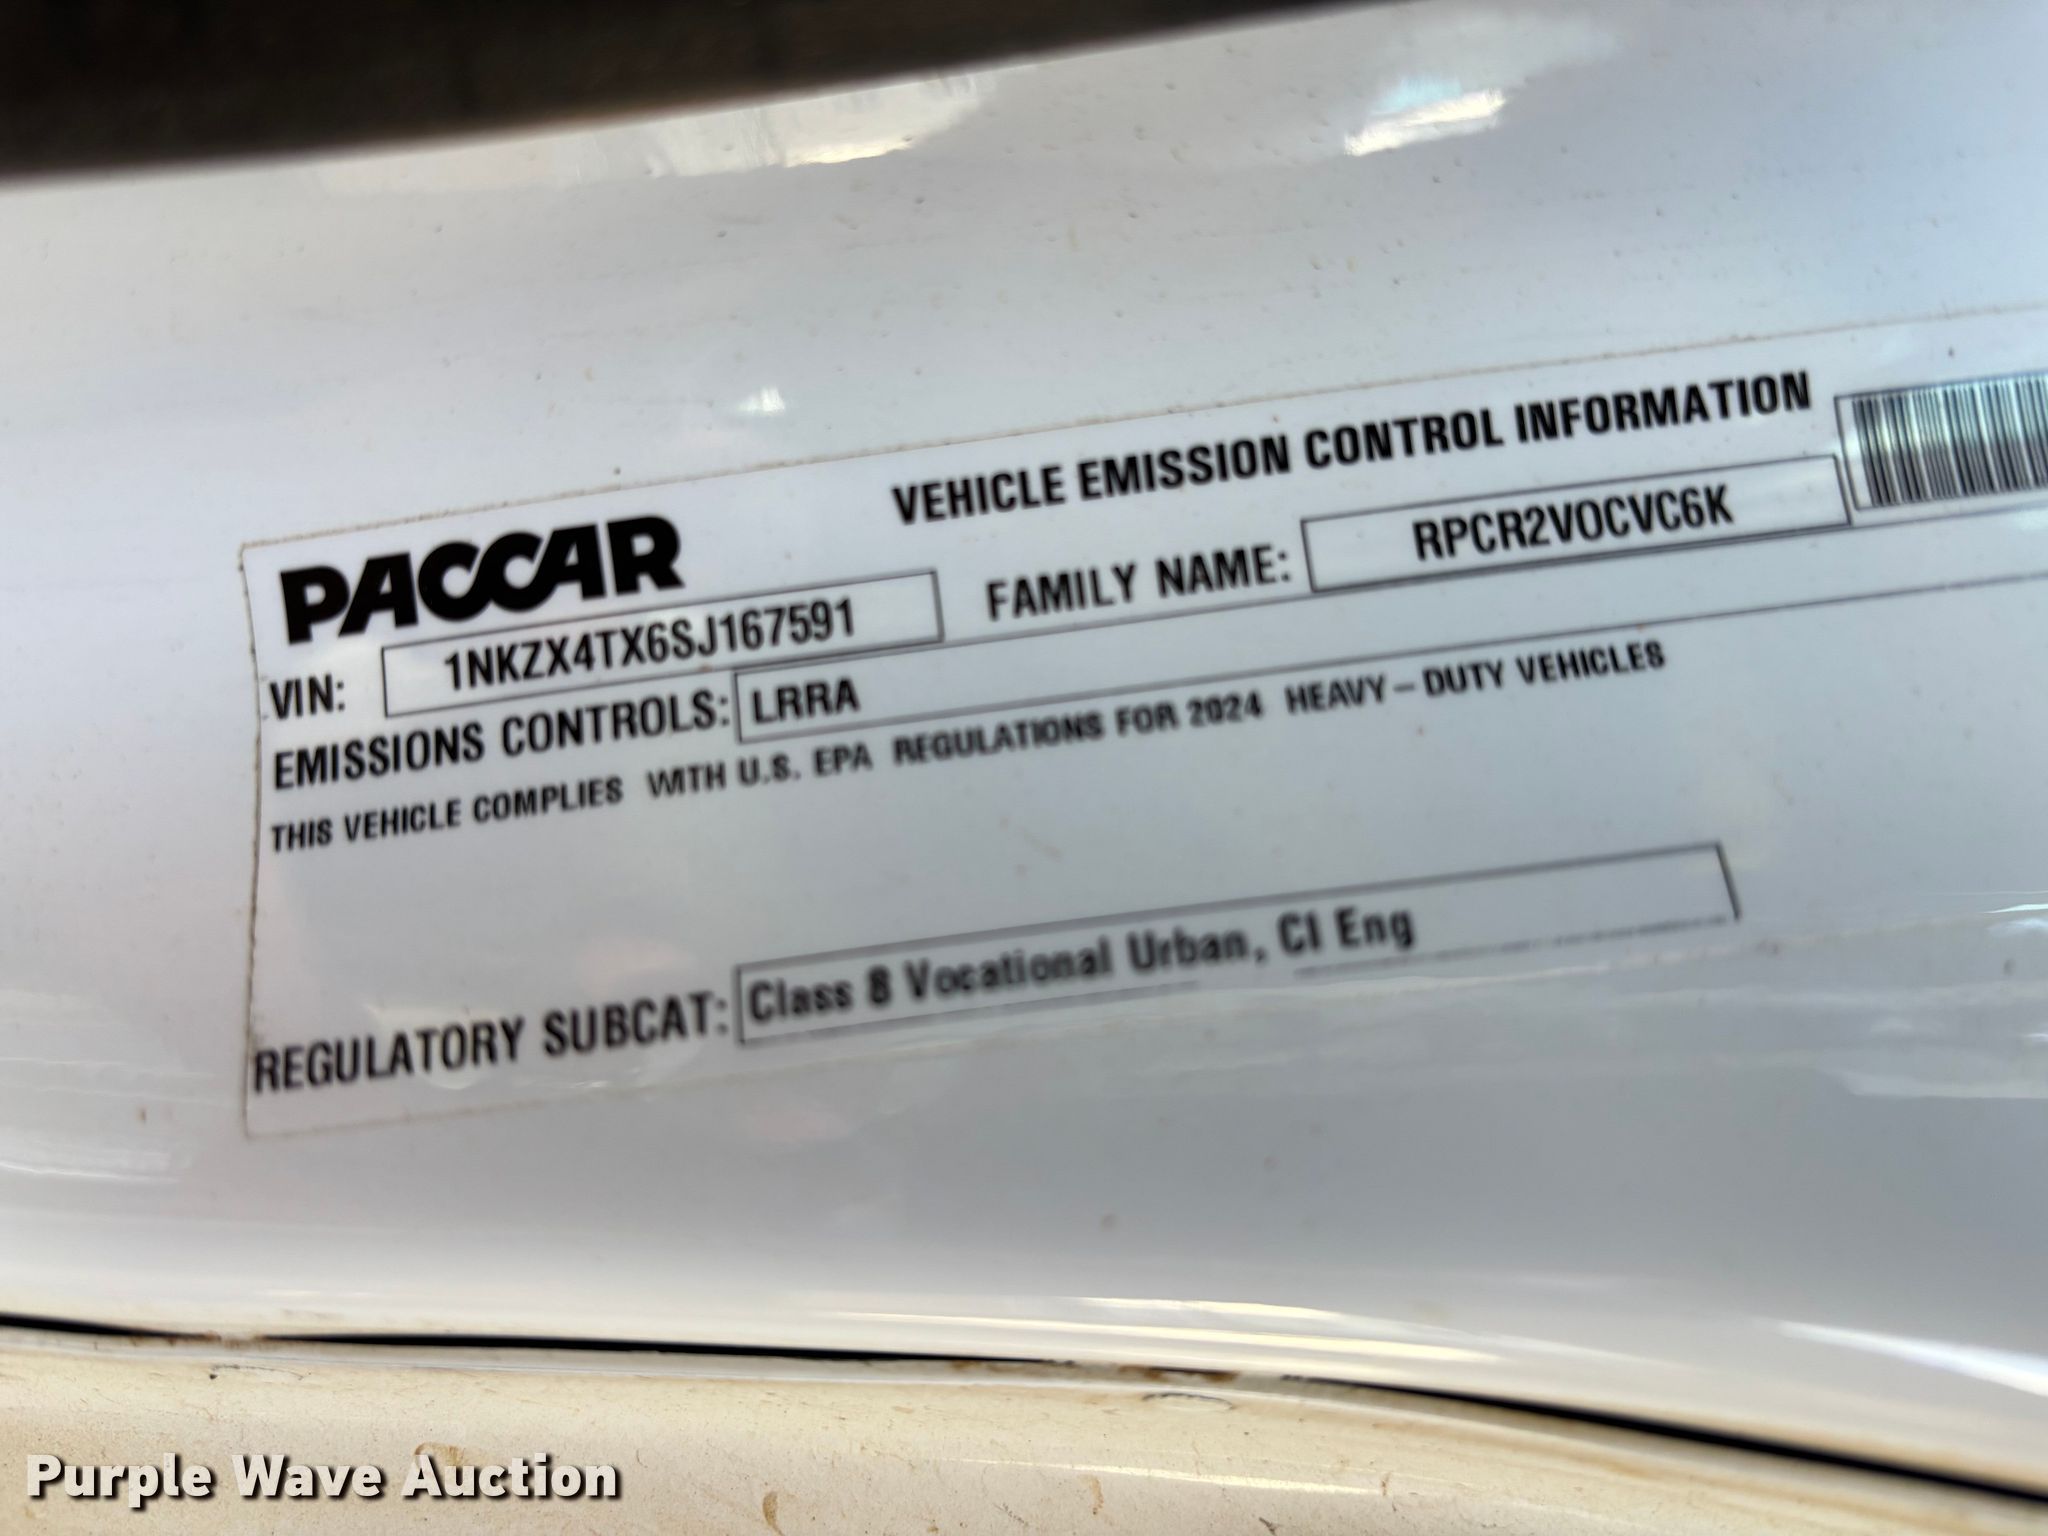 PACCAR
VEHICLE EMISSION CONTROL INFORMATION
VIN: 1NKZX4TX6SJ167591
FAMILY NAME: RPCR2VOCVC6K
EMISSIONS CONTROLS: LRRA
THIS VEHICLE COMPLIES WITH U.S. EPA REGULATIONS FOR 2024 HEAVY-DUTY VEHICLES
REGULATORY SUBCAT: Class 8 Vocational Urban, CI Eng
Purple Wave Auction